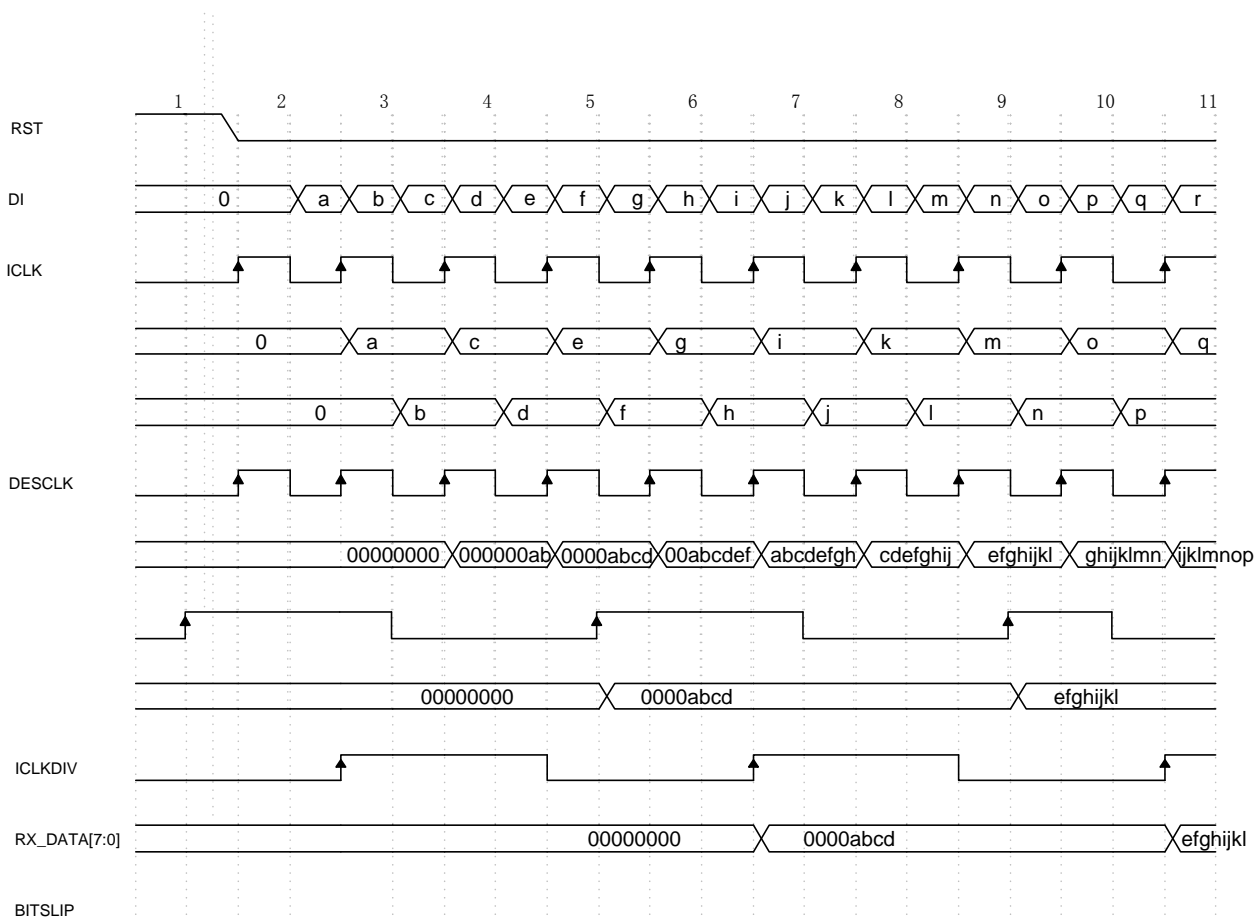 1 2 3 4 5 6 7 8 9 10 11
RST
DI 0 a b c d e f g h i j k l m n o p q r
ICLK
0 a c e g i k m o q
0 b d f h j l n p
DESCLK
00000000 000000ab 0000abcd 00abcdef abcdefgh cdefghij efghijkl ghijklmn ijklmnop
00000000 0000abcd efghijkl
ICLKDIV
RX_DATA[7:0] 00000000 0000abcd efghijkl
BITSLIP